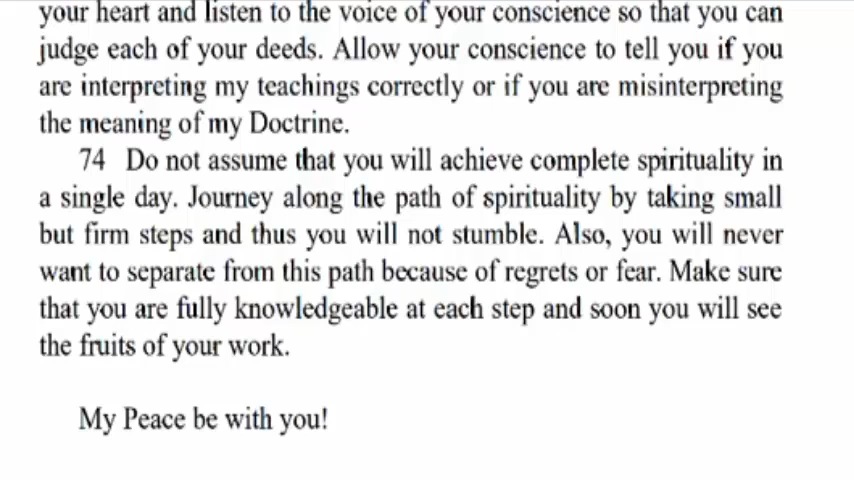 your heart and listen to the voice of your conscience so that you can
judge each of your deeds. Allow your conscience to tell you if you
are interpreting my teachings correctly or if you are misinterpreting
the meaning of my Doctrine.
74 Do not assume that you will achieve complete spirituality in
a single day. Journey along the path of spirituality by taking small
but firm steps and thus you will not stumble. Also, you will never
want to separate from this path because of regrets or fear. Make sure
that you are fully knowledgeable at each step and soon you will see
the fruits of your work.
My Peace be with you!